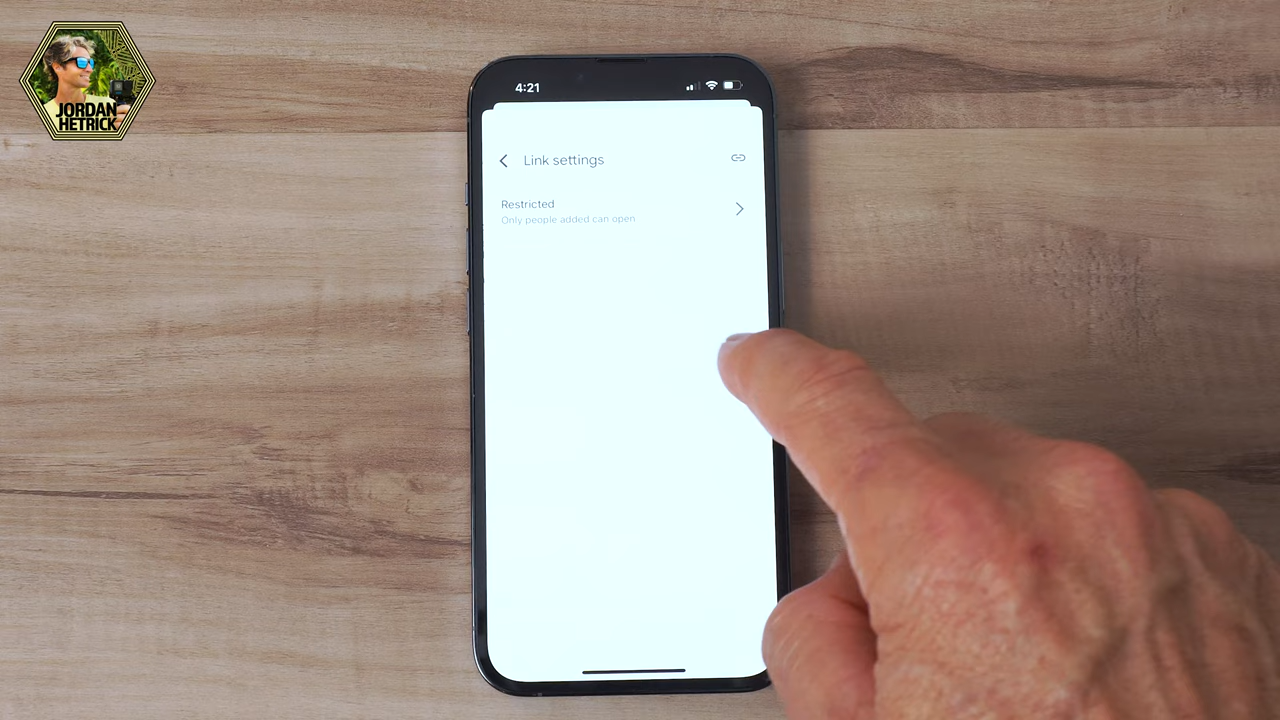 JORDAN
HETRICK
4:21
Link settings
Restricted
Only people added can open